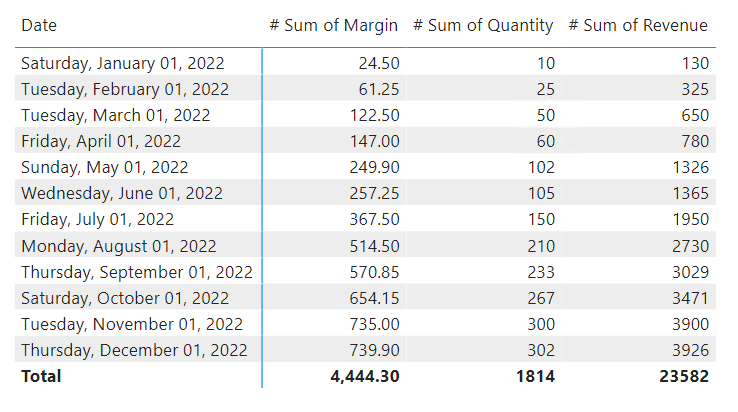 Date # Sum of Margin # Sum of Quantity # Sum of Revenue
Saturday, January 01, 2022 24.50 10 130
Tuesday, February 01, 2022 61.25 25 325
Tuesday, March 01, 2022 122.50 50 650
Friday, April 01, 2022 147.00 60 780
Sunday, May 01, 2022 249.90 102 1326
Wednesday, June 01, 2022 257.25 105 1365
Friday, July 01, 2022 367.50 150 1950
Monday, August 01, 2022 514.50 210 2730
Thursday, September 01, 2022 570.85 233 3029
Saturday, October 01, 2022 654.15 267 3471
Tuesday, November 01, 2022 735.00 300 3900
Thursday, December 01, 2022 739.90 302 3926
Total 4,444.30 1814 23582